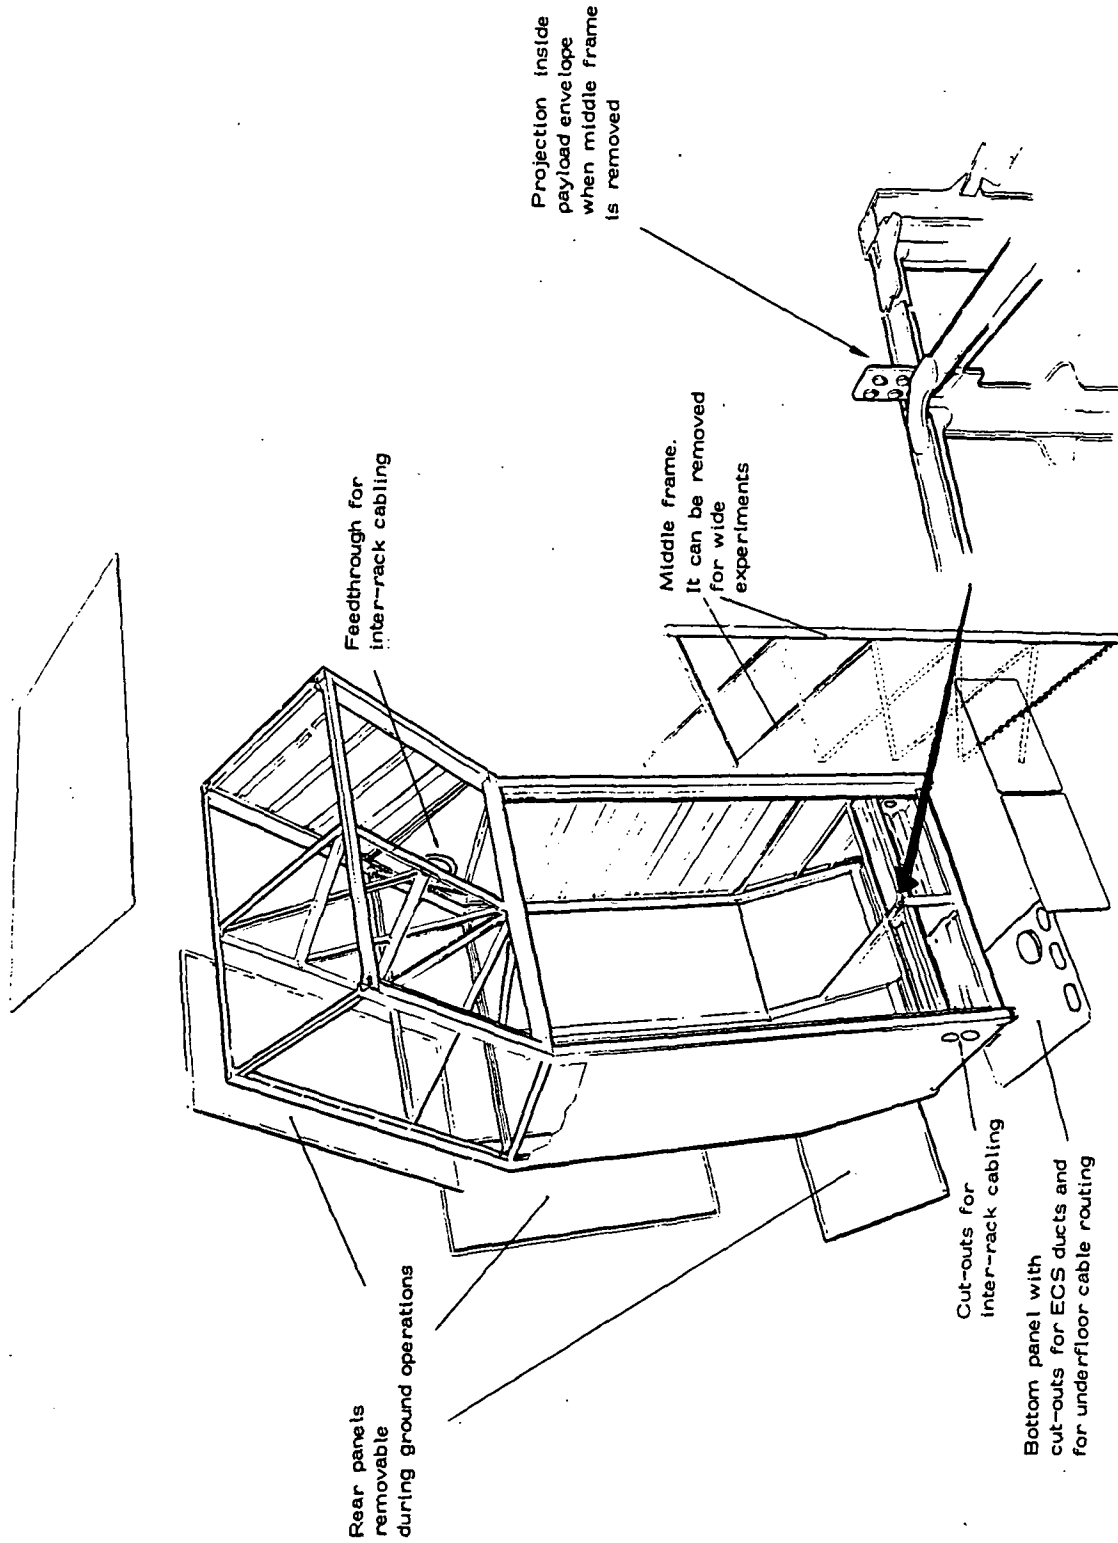 Projection inside
payload envelope
when middle frame
is removed
Feedthrough for
inter-rack cabling
Middle frame.
It can be removed
for wide
experiments
Rear panels
removable
during ground operations
Cut-outs for
inter-rack cabling
Bottom panel with
cut-outs for ECS ducts and
for underfloor cable routing